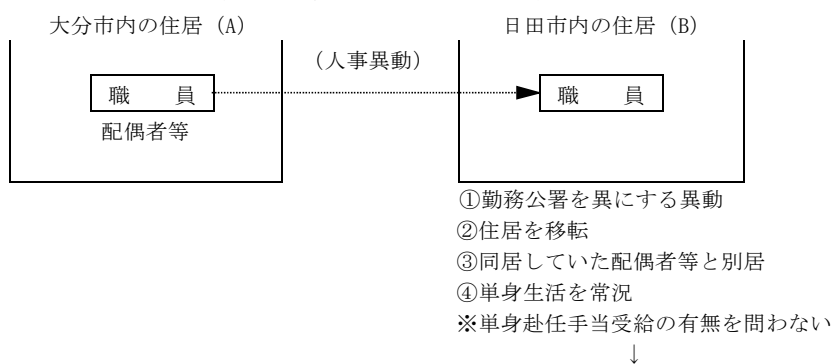 大分市内の住居(A)
日田市内の住居(B)
(人事異動)
職　員
職　員
配偶者等
①勤務公署を異にする異動
②住居を移転
③同居していた配偶者等と別居
④単身生活を常況
※単身赴任手当受給の有無を問わない
↓